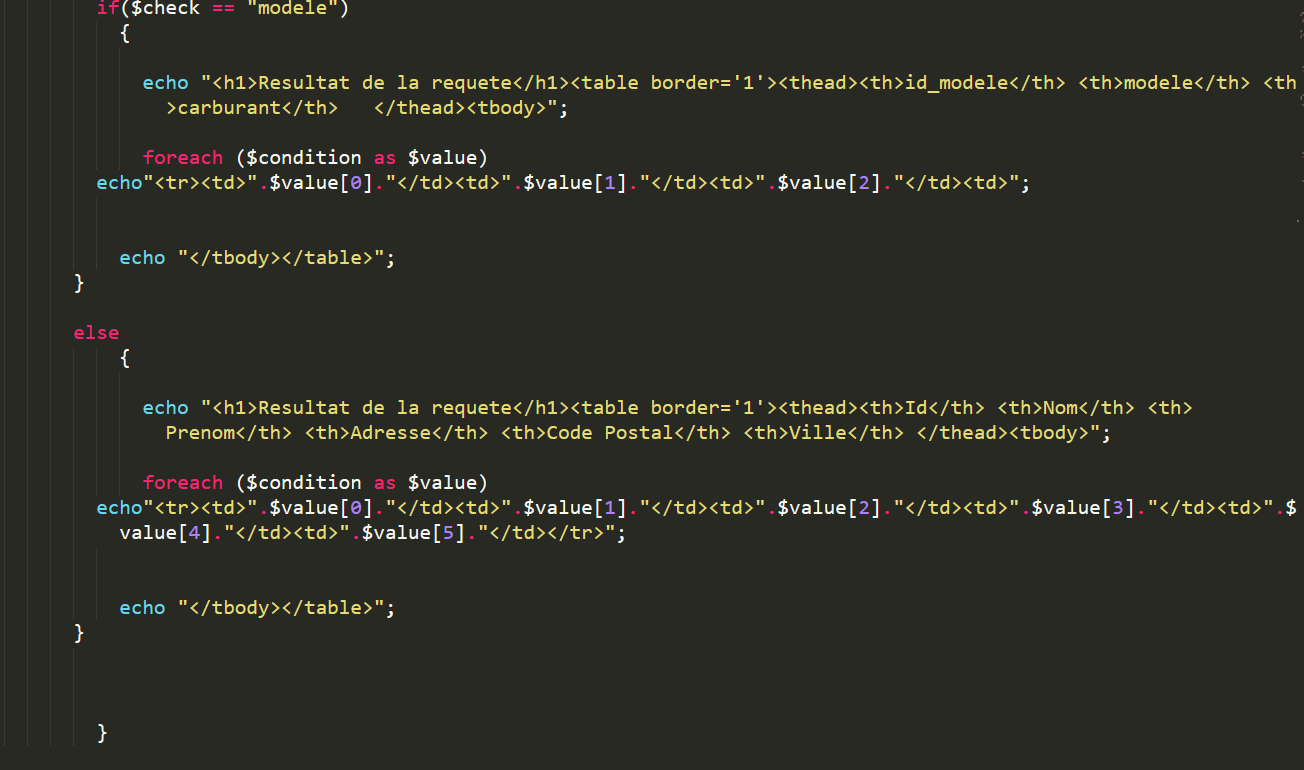 if($check == "modele")
{
echo "<h1>Resultat de la requete</h1><table border='1'><thead><th>id_modele</th> <th>modele</th> <th
>carburant</th>   </thead><tbody>";
foreach ($condition as $value)
echo"<tr><td>".$value[0]."</td><td>".$value[1]."</td><td>".$value[2]."</td><td>";
echo "</tbody></table>";
}
else
{
echo "<h1>Resultat de la requete</h1><table border='1'><thead><th>Id</th> <th>Nom</th> <th>
Prenom</th> <th>Adresse</th> <th>Code Postal</th> <th>Ville</th> </thead><tbody>";
foreach ($condition as $value)
echo"<tr><td>".$value[0]."</td><td>".$value[1]."</td><td>".$value[2]."</td><td>".$value[3]."</td><td>".$
value[4]."</td><td>".$value[5]."</td></tr>";
echo "</tbody></table>";
}
}